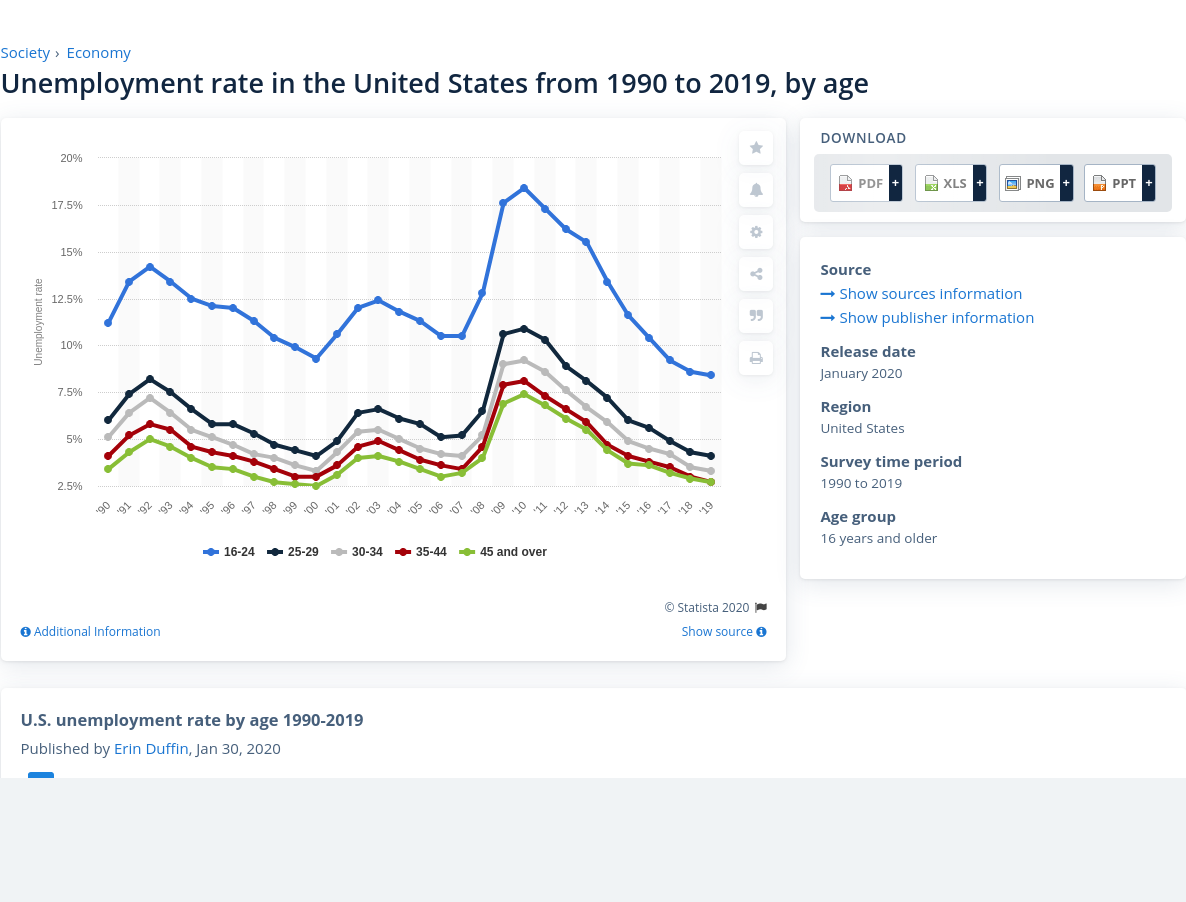 Society › Economy
Unemployment rate in the United States from 1990 to 2019, by age
20%
17.5%
15%
12.5%
10%
7.5%
5%
2.5%
Unemployment rate
'90 '91 '92 '93 '94 '95 '96 '97 '98 '99 '00 '01 '02 '03 '04 '05 '06 '07 '08 '09 '10 '11 '12 '13 '14 '15 '16 '17 '18 '19
16-24 25-29 30-34 35-44 45 and over
© Statista 2020
Additional Information Show source
DOWNLOAD
PDF + XLS + PNG + PPT +
Source
Show sources information
Show publisher information
Release date
January 2020
Region
United States
Survey time period
1990 to 2019
Age group
16 years and older
U.S. unemployment rate by age 1990-2019
Published by Erin Duffin, Jan 30, 2020